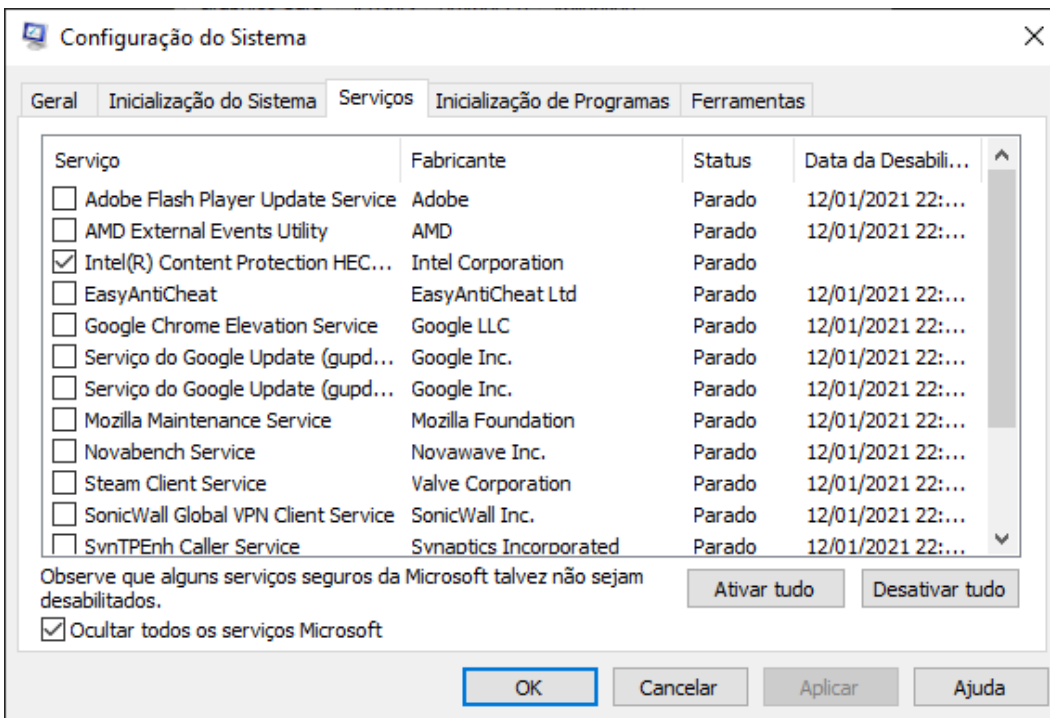 Configuração do Sistema
Geral Inicialização do Sistema Serviços Inicialização de Programas Ferramentas
Serviço Fabricante Status Data da Desabili...
Adobe Flash Player Update Service Adobe Parado 12/01/2021 22:...
AMD External Events Utility AMD Parado 12/01/2021 22:...
Intel(R) Content Protection HEC... Intel Corporation Parado
EasyAntiCheat EasyAntiCheat Ltd Parado 12/01/2021 22:...
Google Chrome Elevation Service Google LLC Parado 12/01/2021 22:...
Serviço do Google Update (gupd... Google Inc. Parado 12/01/2021 22:...
Serviço do Google Update (gupd... Google Inc. Parado 12/01/2021 22:...
Mozilla Maintenance Service Mozilla Foundation Parado 12/01/2021 22:...
Novabench Service Novawave Inc. Parado 12/01/2021 22:...
Steam Client Service Valve Corporation Parado 12/01/2021 22:...
SonicWall Global VPN Client Service SonicWall Inc. Parado 12/01/2021 22:...
SynTPEnh Caller Service Synaptics Incorporated Parado 12/01/2021 22:...
Observe que alguns serviços seguros da Microsoft talvez não sejam
desabilitados.
Ativar tudo Desativar tudo
Ocultar todos os serviços Microsoft
OK Cancelar Aplicar Ajuda